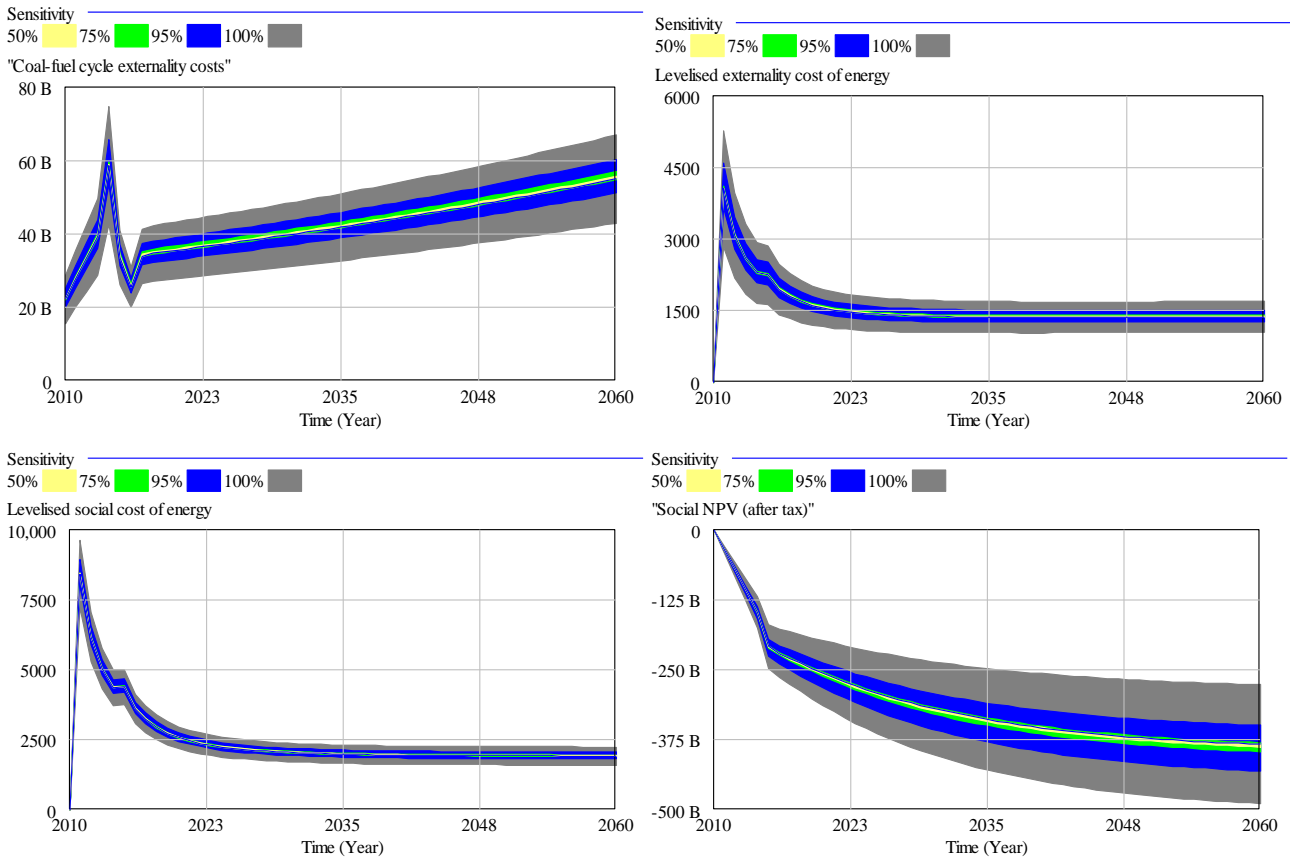 Sensitivity
50% 75% 95% 100%
"Coal-fuel cycle externality costs"
80 B
60 B
40 B
20 B
0
2010 2023 2035 2048 2060
Time (Year)
Sensitivity
50% 75% 95% 100%
Levelised externality cost of energy
6000
4500
3000
1500
0
2010 2023 2035 2048 2060
Time (Year)
Sensitivity
50% 75% 95% 100%
Levelised social cost of energy
10,000
7500
5000
2500
0
2010 2023 2035 2048 2060
Time (Year)
Sensitivity
50% 75% 95% 100%
"Social NPV (after tax)"
0
-125 B
-250 B
-375 B
-500 B
2010 2023 2035 2048 2060
Time (Year)